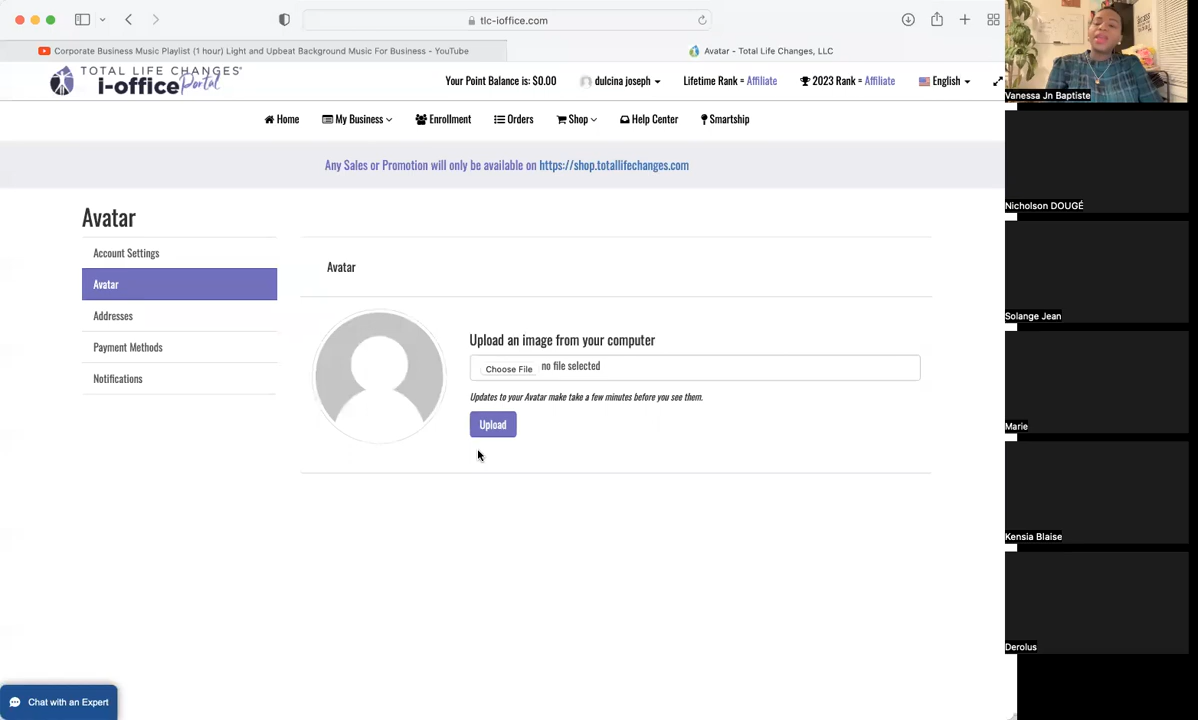 tlc-ioffice.com
Corporate Business Music Playlist (1 hour) Light and Upbeat Background Music For Business - YouTube
Avatar - Total Life Changes, LLC
TOTAL LIFE CHANGES®
i-office Portal
Your Point Balance is: $0.00
dulcina joseph
Lifetime Rank = Affiliate
2023 Rank = Affiliate
English
Home
My Business
Enrollment
Orders
Shop
Help Center
Smartship
Any Sales or Promotion will only be available on https://shop.totallifechanges.com
Avatar
Account Settings
Avatar
Addresses
Payment Methods
Notifications
Avatar
Upload an image from your computer
Choose File no file selected
Updates to your Avatar make take a few minutes before you see them.
Upload
Chat with an Expert
Vanessa Jn Baptiste
Nicholson DOUGÉ
Solange Jean
Marie
Kensia Blaise
Derolus